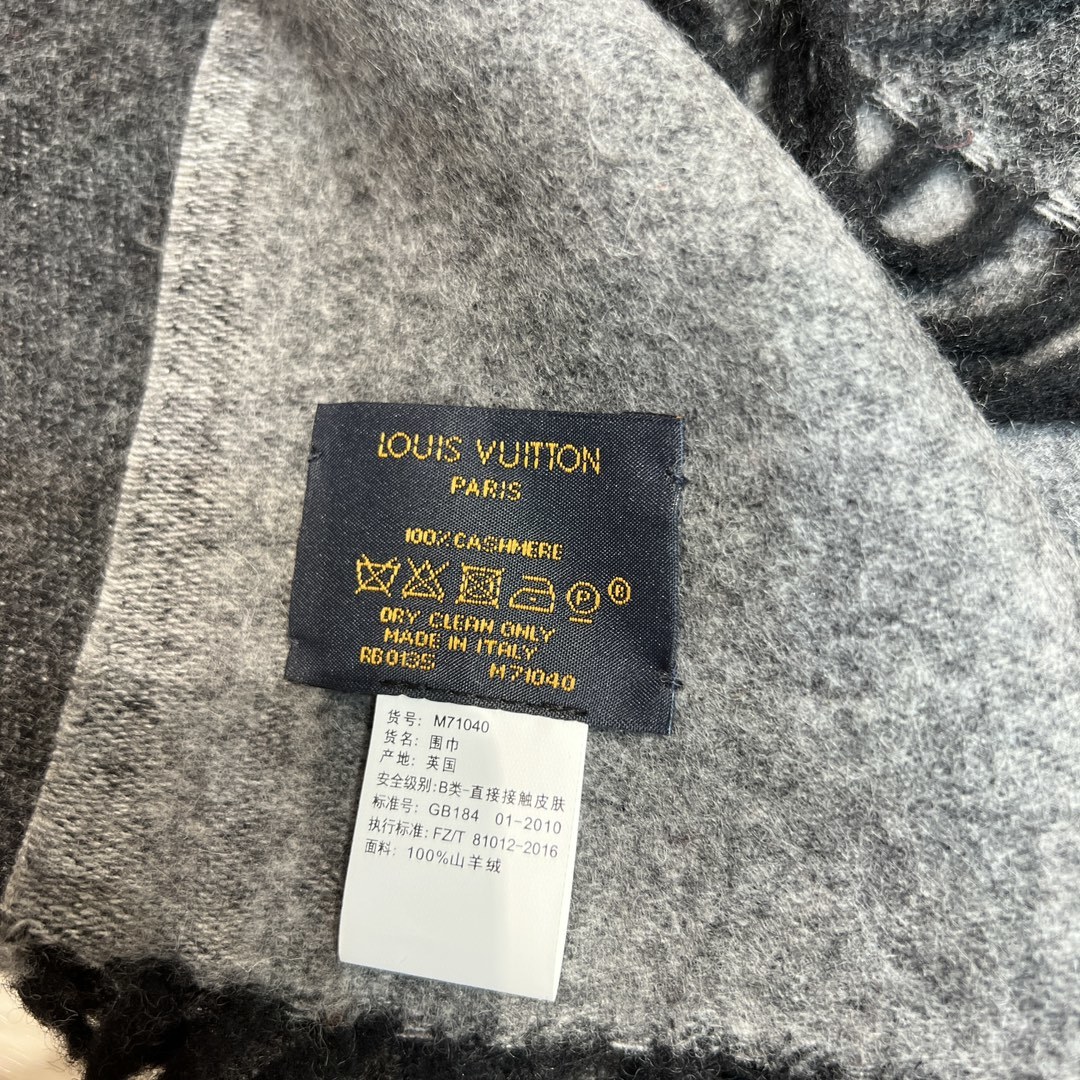 LOUIS VUITTON
PARIS
100% CASHMERE
P ®
DRY CLEAN ONLY
MADE IN ITALY
RB013S M71040
货号: M71040
货名: 围巾
产地: 英国
安全级别:B类-直接接触皮肤
标准号: GB184 01-2010
执行标准:FZ/T 81012-2016
面料: 100%山羊绒